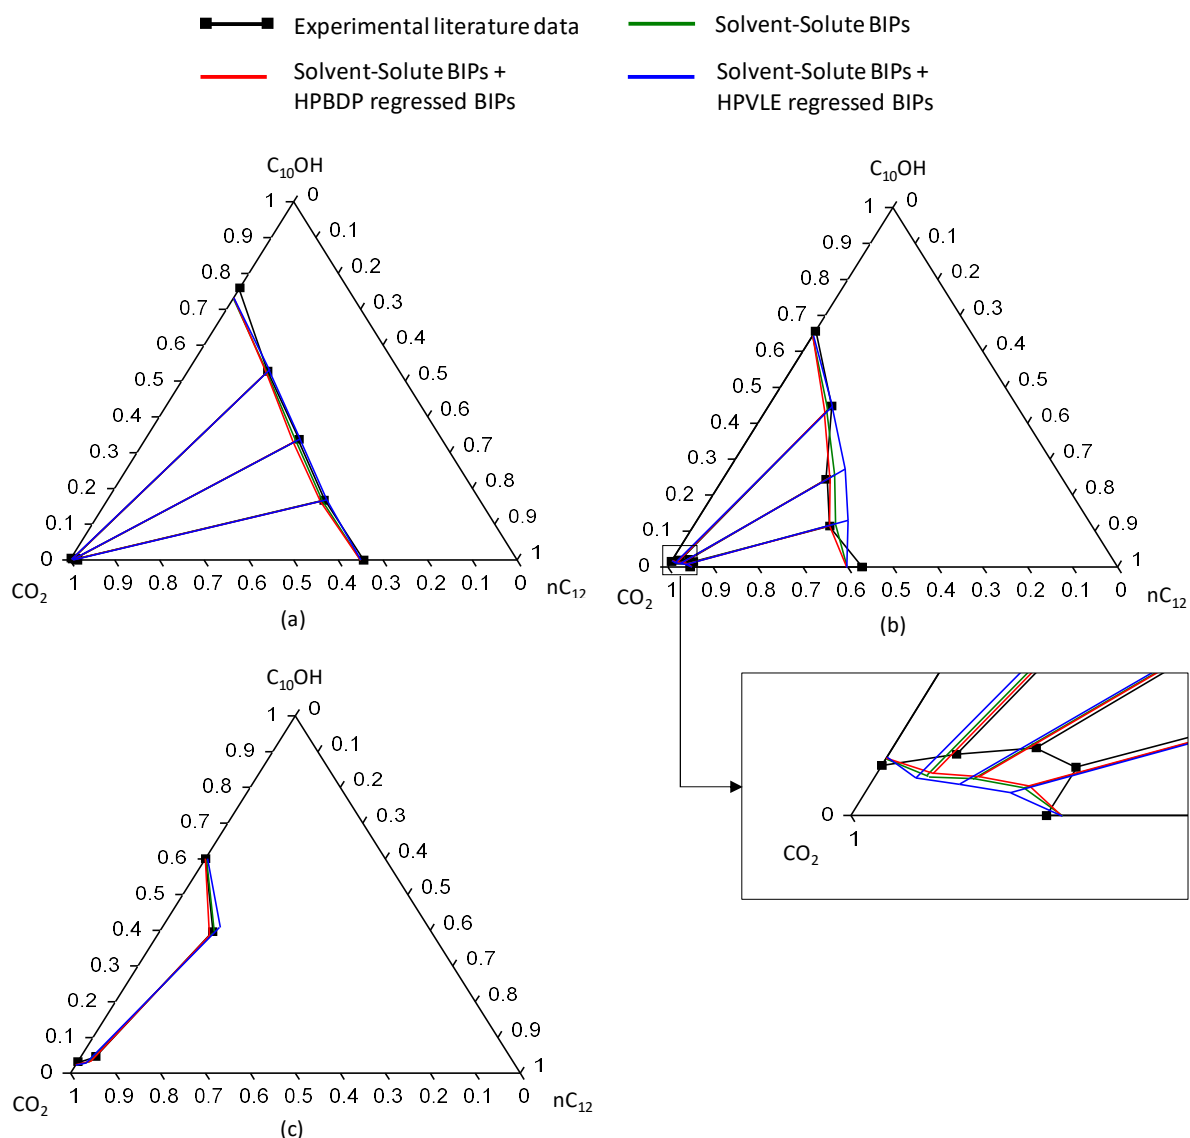 Experimental literature data
Solvent-Solute BIPs
Solvent-Solute BIPs +
HPBDP regressed BIPs
Solvent-Solute BIPs +
HPVLE regressed BIPs
C₁₀OH
1 0
0.9 0.1
0.8 0.2
0.7 0.3
0.6 0.4
0.5 0.5
0.4 0.6
0.3 0.7
0.2 0.8
0.1 0.9
0 1
1 0.9 0.8 0.7 0.6 0.5 0.4 0.3 0.2 0.1 0
CO₂ nC₁₂
(a)
C₁₀OH
1 0
0.9 0.1
0.8 0.2
0.7 0.3
0.6 0.4
0.5 0.5
0.4 0.6
0.3 0.7
0.2 0.8
0.1 0.9
0 1
1 0.9 0.8 0.7 0.6 0.5 0.4 0.3 0.2 0.1 0
CO₂ nC₁₂
(b)
0
1
CO₂
C₁₀OH
1 0
0.9 0.1
0.8 0.2
0.7 0.3
0.6 0.4
0.5 0.5
0.4 0.6
0.3 0.7
0.2 0.8
0.1 0.9
0 1
1 0.9 0.8 0.7 0.6 0.5 0.4 0.3 0.2 0.1 0
CO₂ nC₁₂
(c)